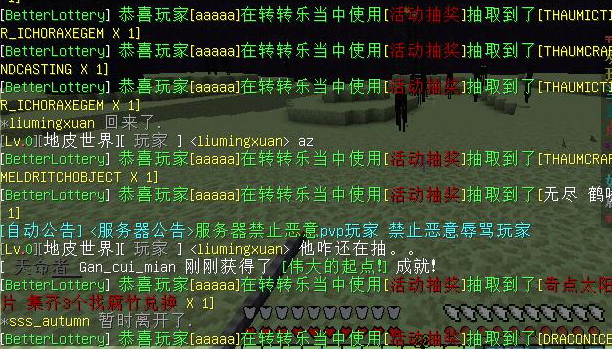 1]
[BetterLottery] 恭喜玩家[aaaaa]在转转乐当中使用[活动抽奖]抽取到了[THAUMICTI
R_ICHORAXEGEM X 1]
[BetterLottery] 恭喜玩家[aaaaa]在转转乐当中使用[活动抽奖]抽取到了[THAUMCRAF
NDCASTING X 1]
[BetterLottery] 恭喜玩家[aaaaa]在转转乐当中使用[活动抽奖]抽取到了[THAUMICTI
R_ICHORAXEGEM X 1]
*liumingxuan 回来了.
[Lv.0][地皮世界][ 玩家 ] <liumingxuan> az
[BetterLottery] 恭喜玩家[aaaaa]在转转乐当中使用[活动抽奖]抽取到了[THAUMCRAF
MELDRITCHOBJECT X 1]
[BetterLottery] 恭喜玩家[aaaaa]在转转乐当中使用[活动抽奖]抽取到了[无尽
1]
[自动公告] <服务器公告>服务器禁止恶意pvp玩家 禁止恶意辱骂玩家
[Lv.0][地皮世界][ 玩家 ] <liumingxuan> 他咋还在抽。。
[ 天命者 Gan_cui_mian 刚刚获得了 [伟大的起点!] 成就!
[BetterLottery] 恭喜玩家[aaaaa]在转转乐当中使用[活动抽奖]抽取到了[奇点太阳
片 集齐3个找腐竹兑换 X 1]
*sss_autumn 暂时离开了.
[BetterLottery] 恭喜玩家[aaaaa]在转转乐当中使用[活动抽奖]抽取到了[DRACONICE